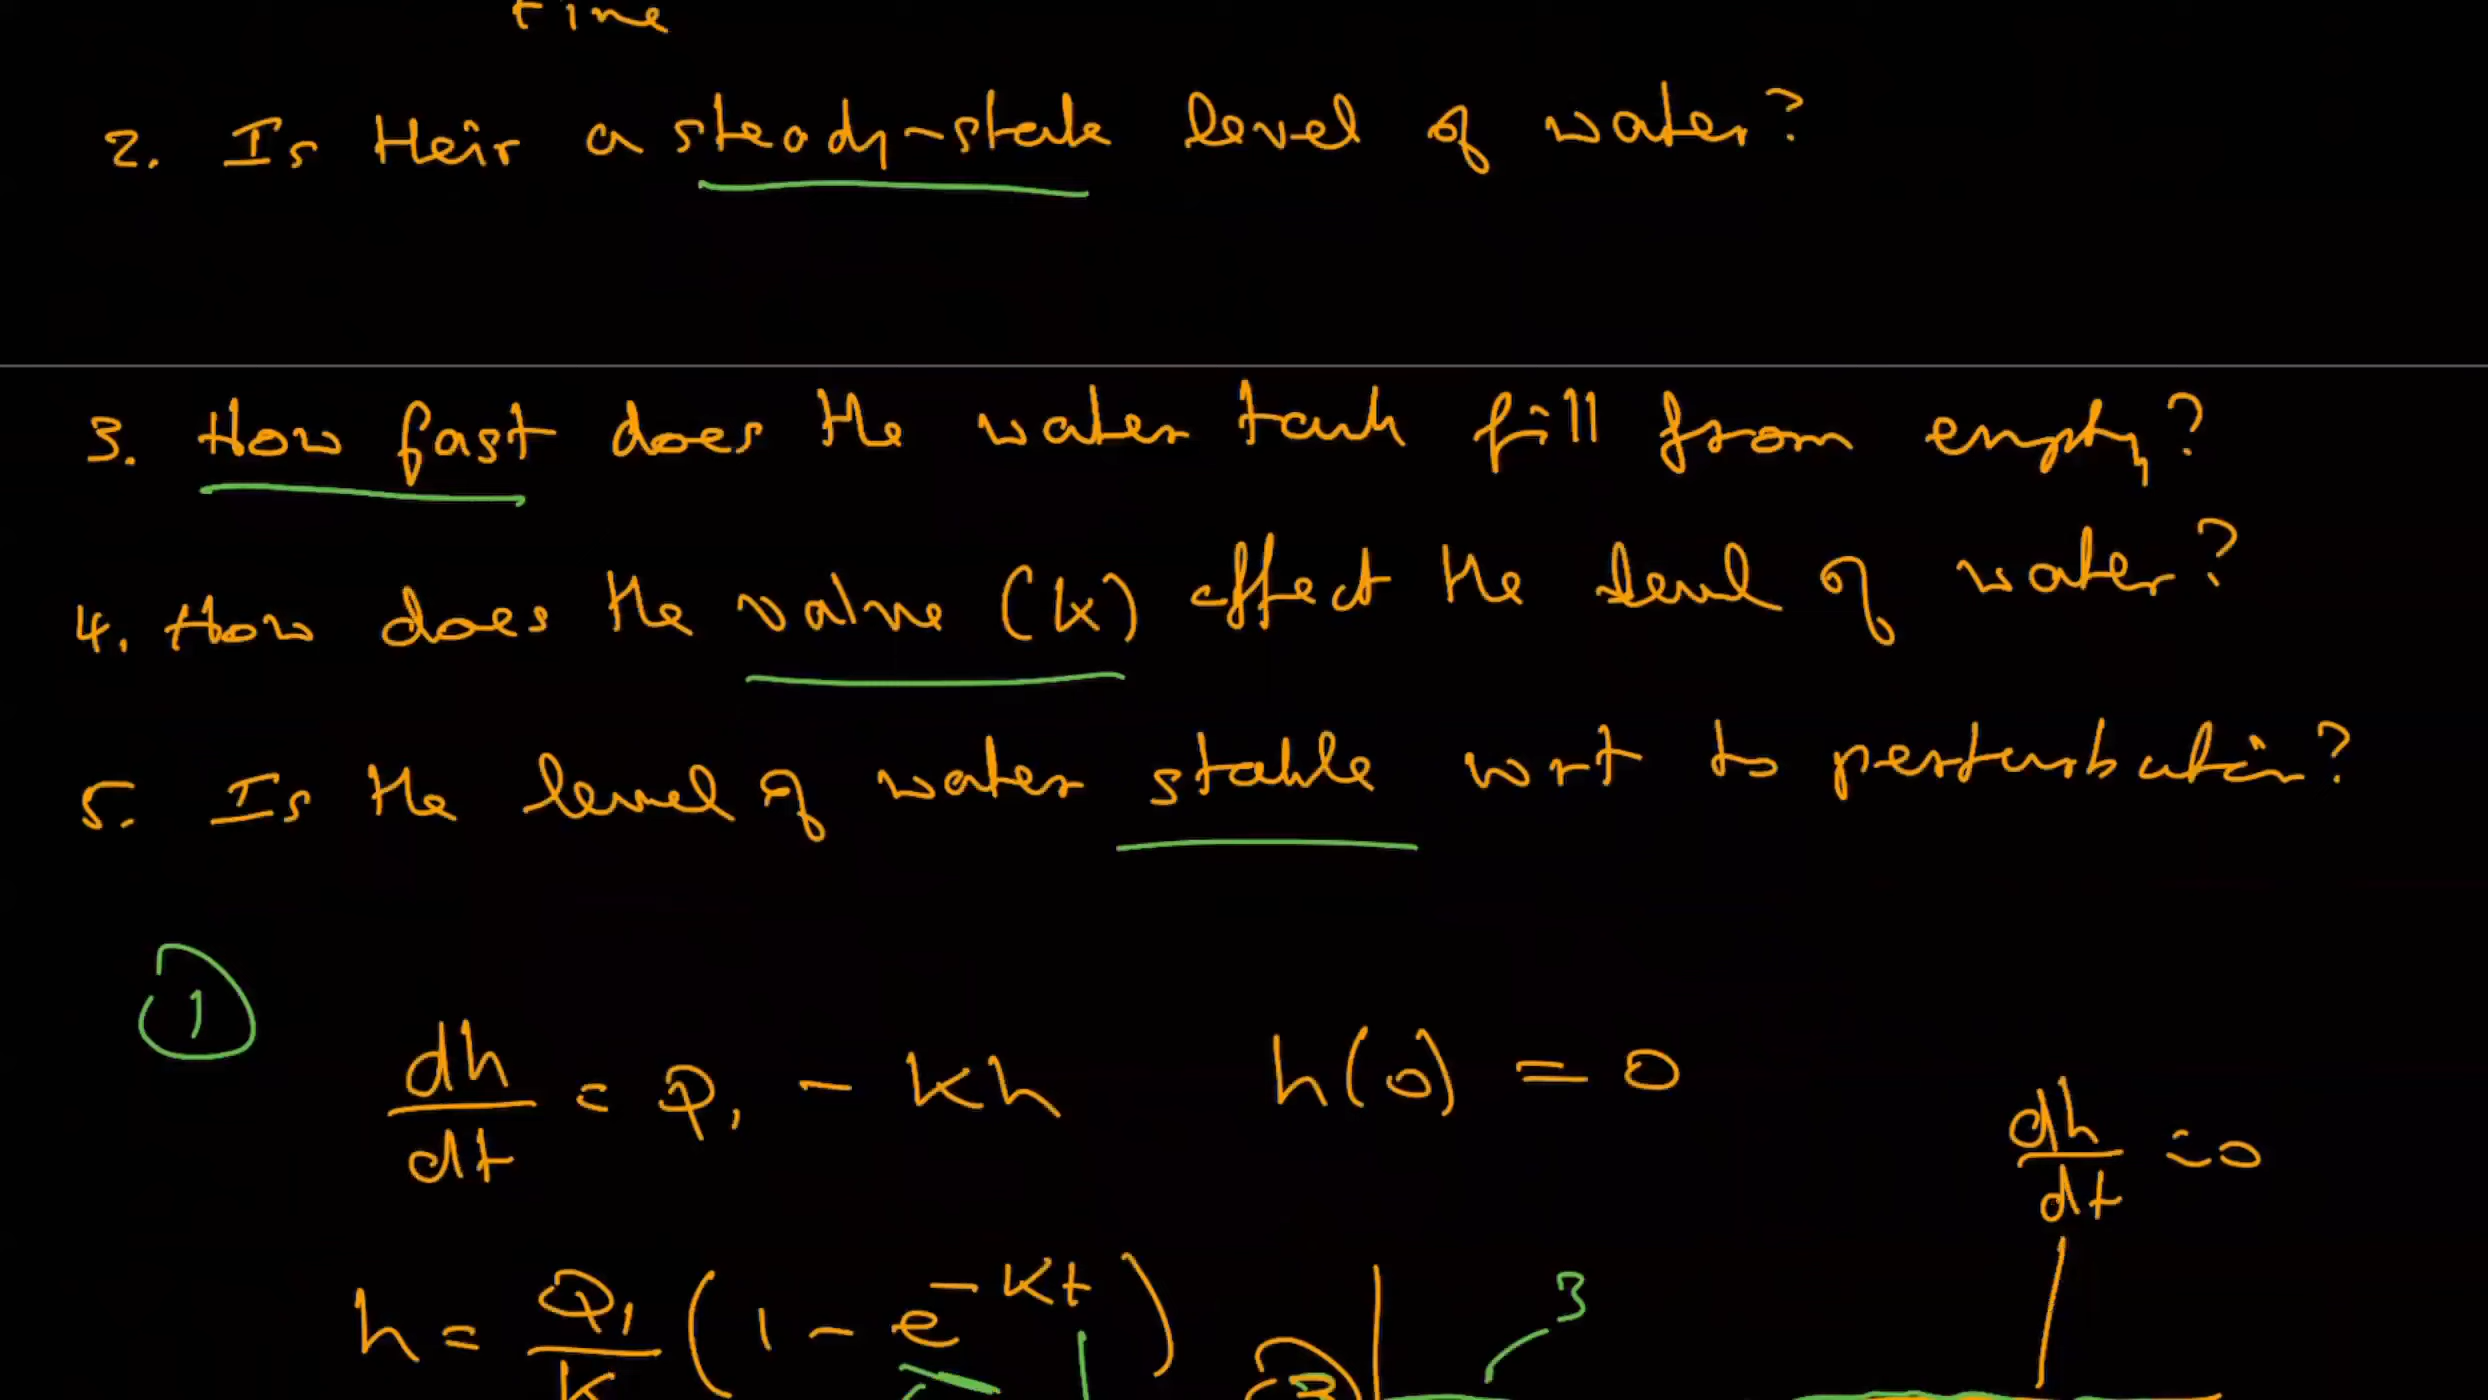 time
2. Is their a steady-state level of water?
3. How fast does the water tank fill from empty?
4. How does the valve (K) effect the level of water?
5. Is the level of water stable wrt to perturbation?
1
dh/dt = Q₁ - Kh    h(0) = 0
dh/dt = 0
h = Q₁/K (1 - e^-Kt)
3